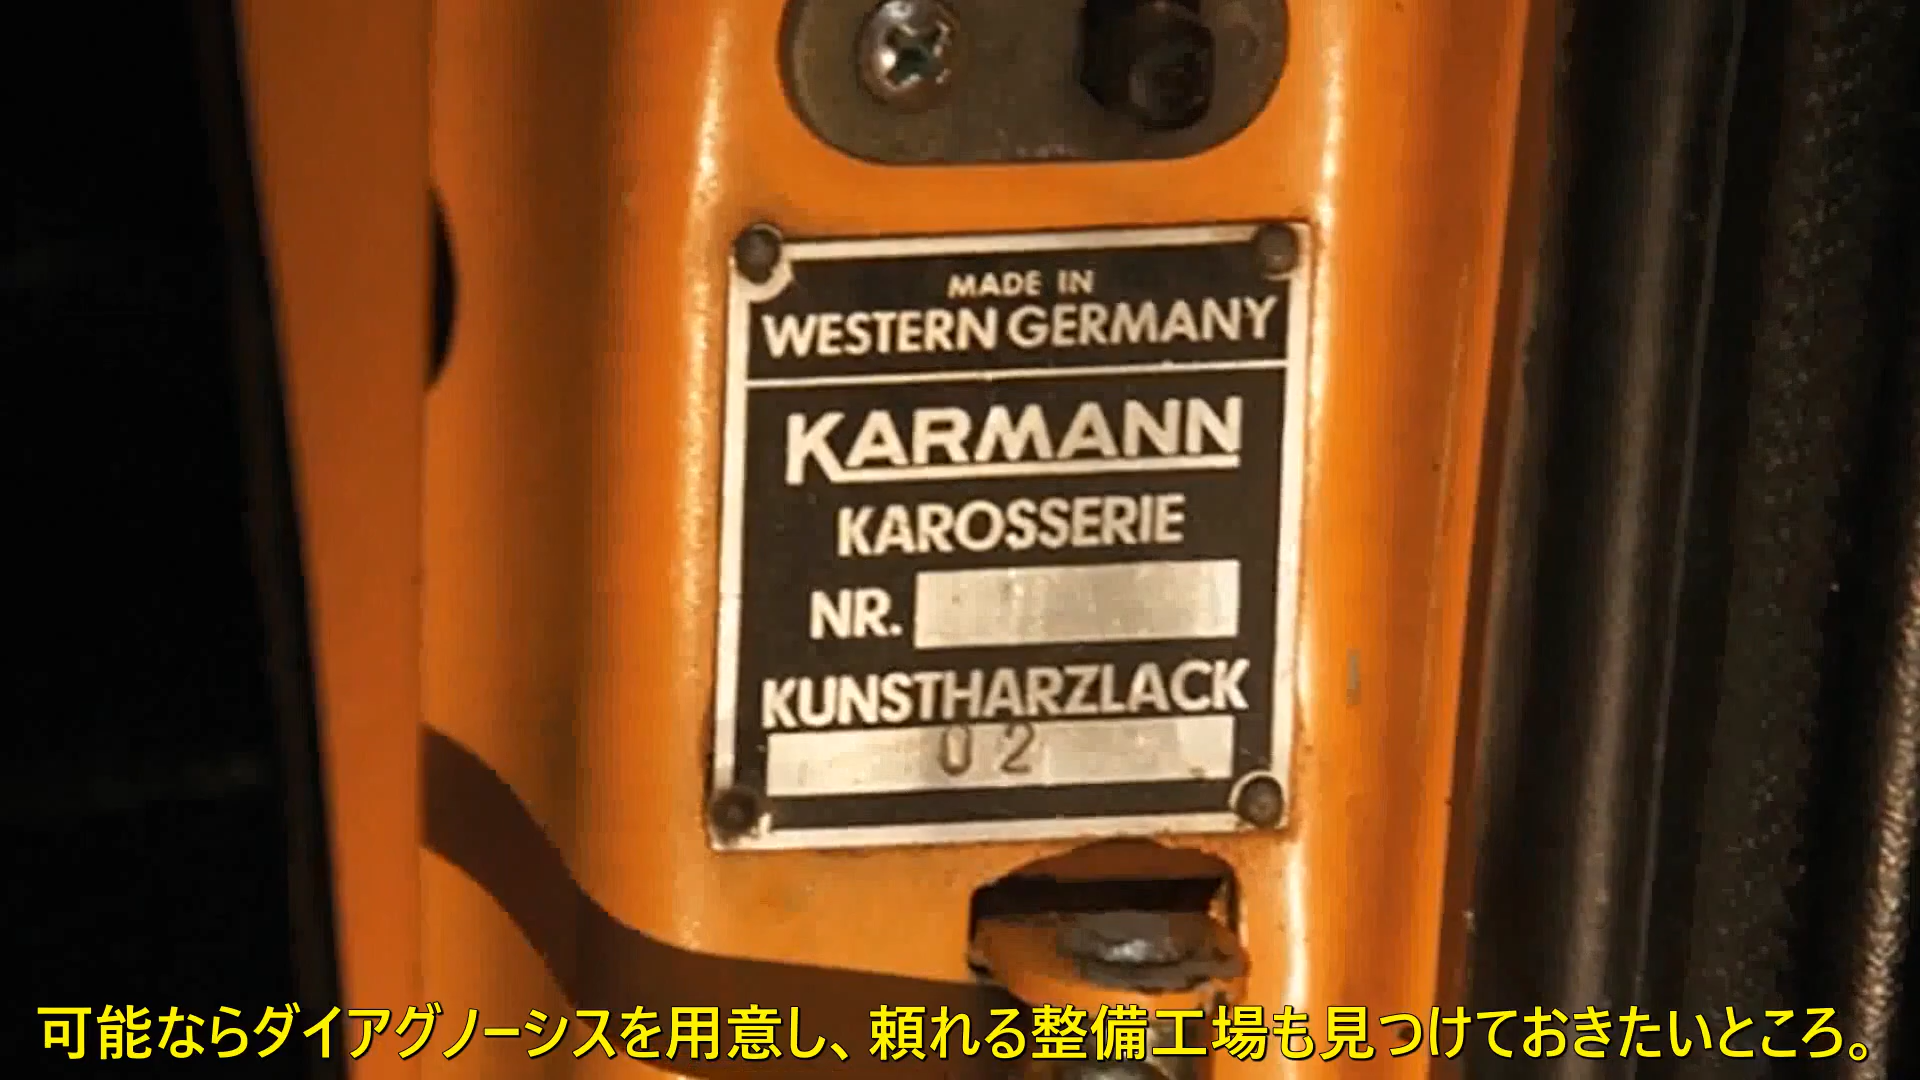 MADE IN
WESTERN GERMANY
KARMANN
KAROSSERIE
NR.
KUNSTHARZLACK
02
可能ならダイアグノーシスを用意し、頼れる整備工場も見つけておきたいところ。